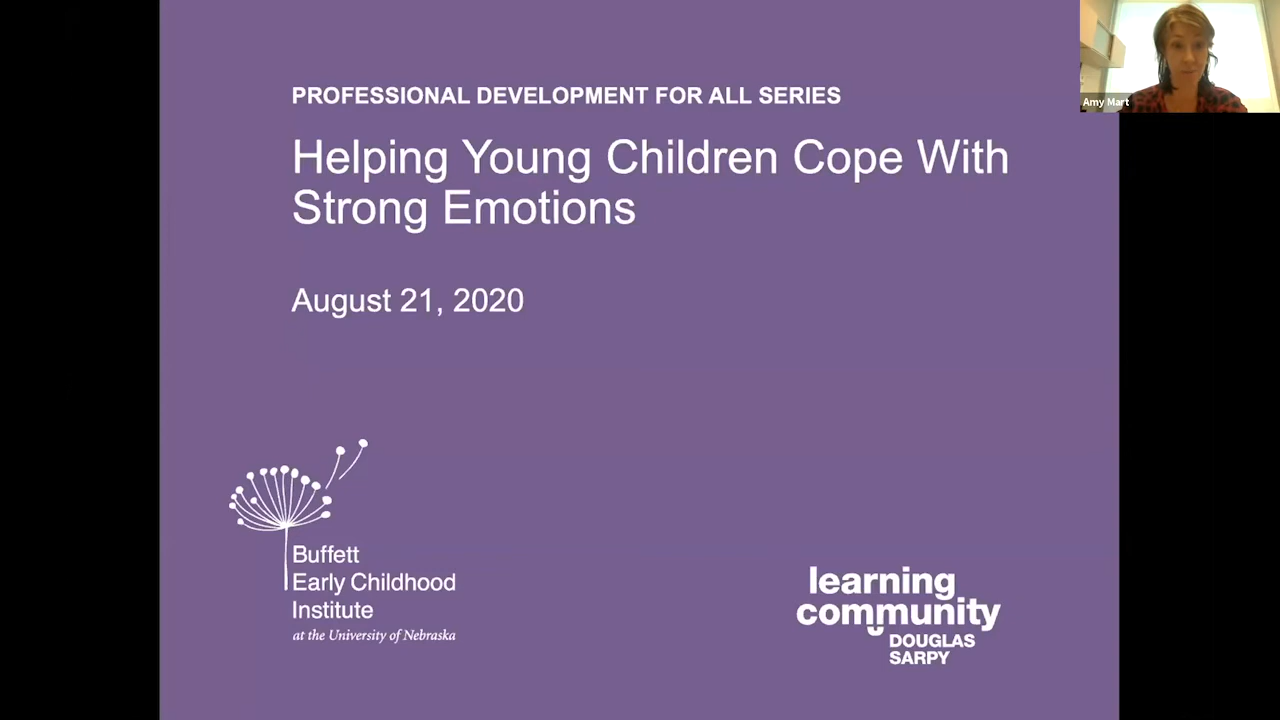 PROFESSIONAL DEVELOPMENT FOR ALL SERIES
Helping Young Children Cope With
Strong Emotions
August 21, 2020
Buffett
Early Childhood
Institute
at the University of Nebraska
learning
community
DOUGLAS
SARPY
Amy Mart